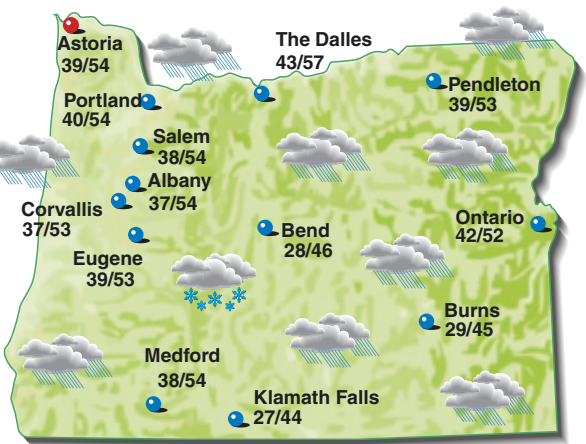 Astoria
39/54
The Dalles
43/57
Pendleton
39/53
Portland
40/54
Salem
38/54
Albany
37/54
Corvallis
37/53
Eugene
39/53
Bend
28/46
Ontario
42/52
Burns
29/45
Medford
38/54
Klamath Falls
27/44